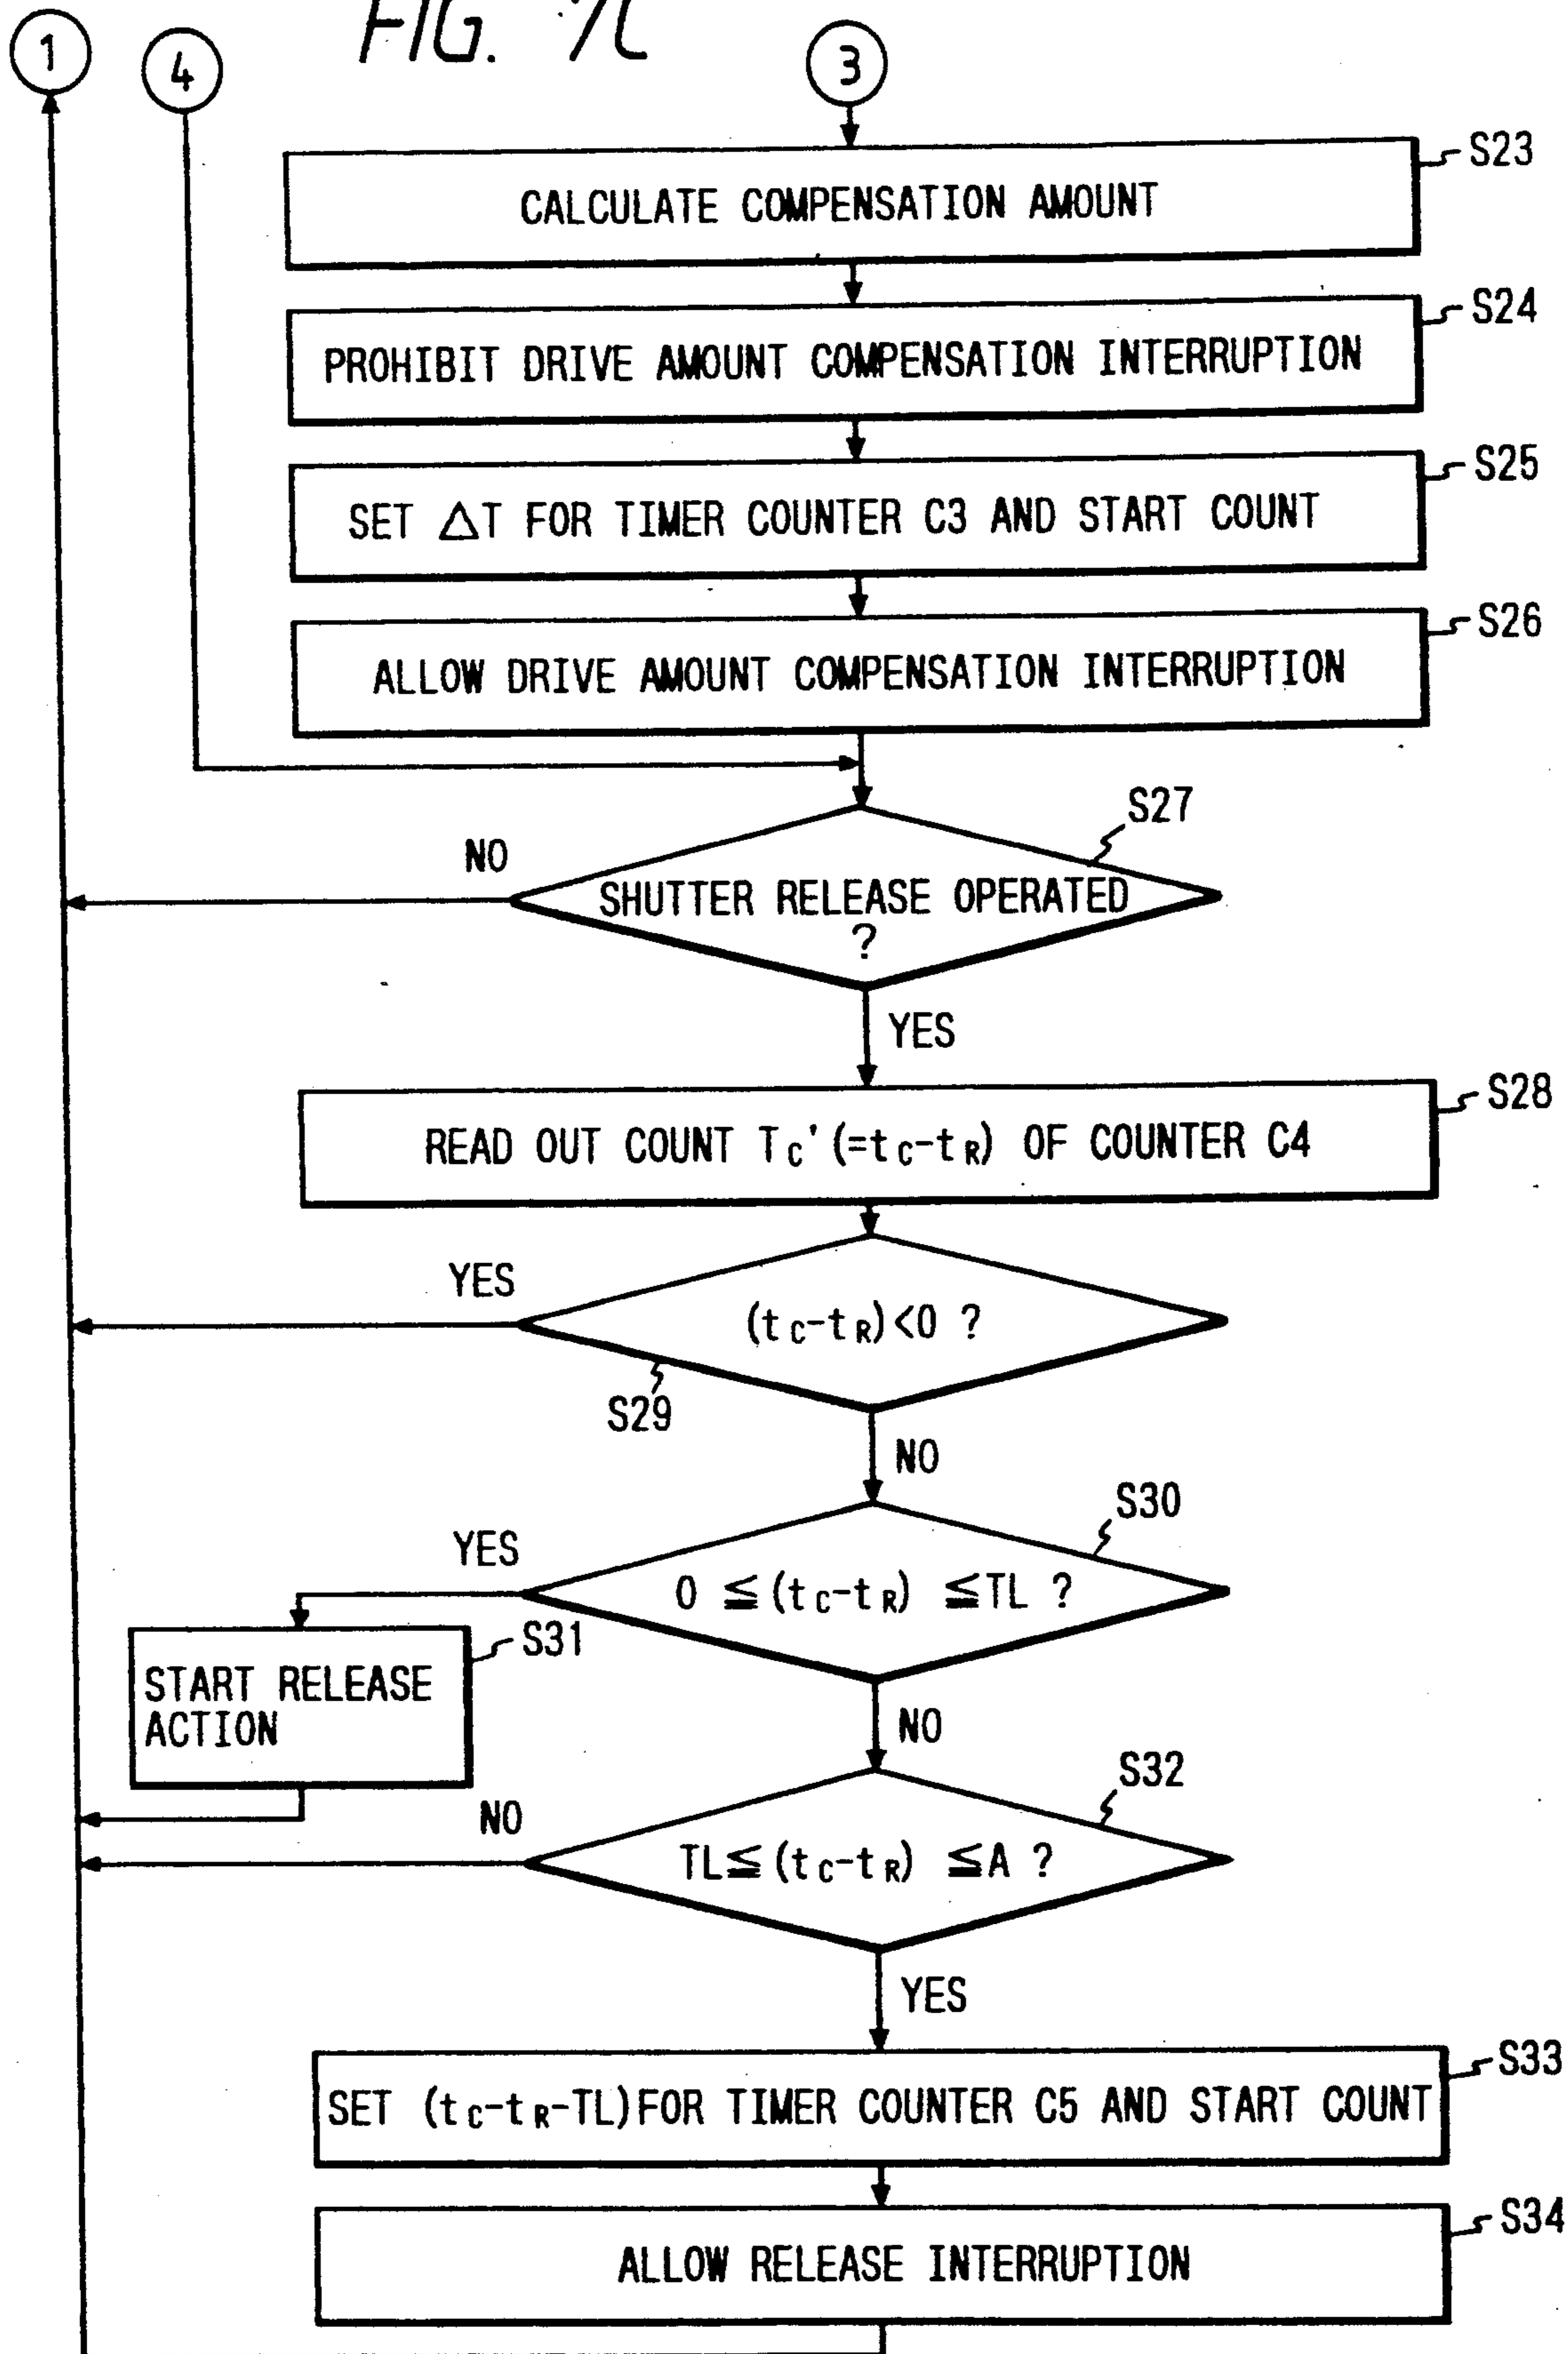 FIG. 7C
1
4
3
S23
CALCULATE COMPENSATION AMOUNT
S24
PROHIBIT DRIVE AMOUNT COMPENSATION INTERRUPTION
S25
SET △T FOR TIMER COUNTER C3 AND START COUNT
S26
ALLOW DRIVE AMOUNT COMPENSATION INTERRUPTION
S27
NO
SHUTTER RELEASE OPERATED
?
YES
S28
READ OUT COUNT TC'(=tC-tR) OF COUNTER C4
YES
(tC-tR)<0 ?
S29
NO
S30
YES
0 ≦(tC-tR) ≦TL ?
S31
START RELEASE
ACTION
NO
S32
NO
TL≦(tC-tR) ≦A ?
YES
S33
SET (tC-tR-TL)FOR TIMER COUNTER C5 AND START COUNT
S34
ALLOW RELEASE INTERRUPTION